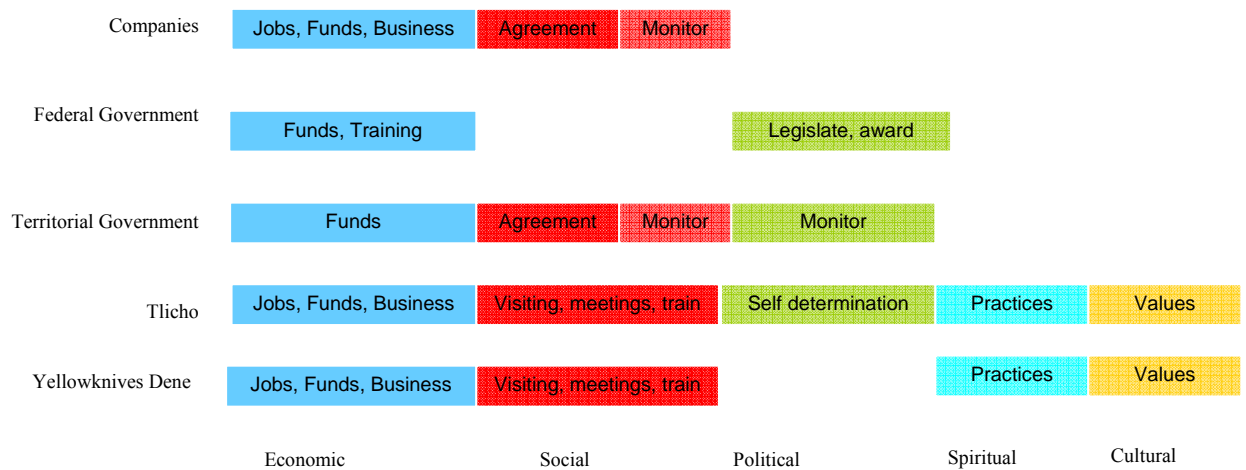 Companies Jobs, Funds, Business Agreement Monitor
Federal Government Funds, Training Legislate, award
Territorial Government Funds Agreement Monitor Monitor
Tlicho Jobs, Funds, Business Visiting, meetings, train Self determination Practices Values
Yellowknives Dene Jobs, Funds, Business Visiting, meetings, train Practices Values
Economic Social Political Spiritual Cultural